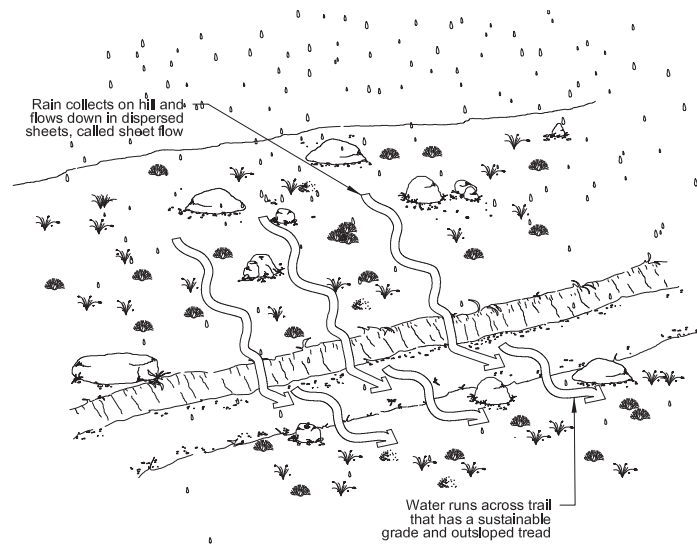 Rain collects on hill and
flows down in dispersed
sheets, called sheet flow
Water runs across trail
that has a sustainable
grade and outsloped tread